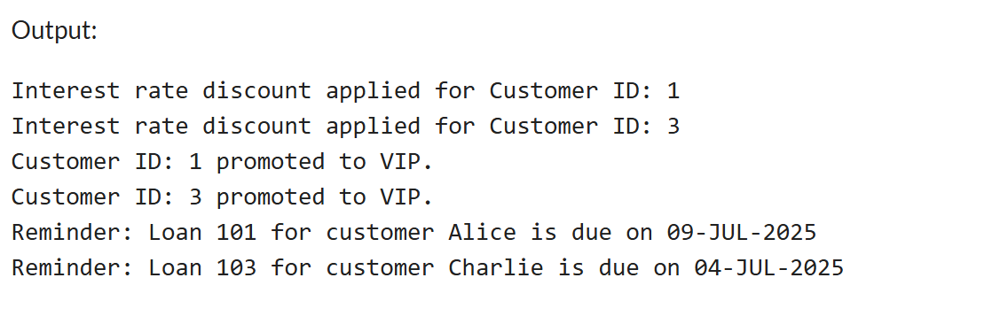 Output:
Interest rate discount applied for Customer ID: 1
Interest rate discount applied for Customer ID: 3
Customer ID: 1 promoted to VIP.
Customer ID: 3 promoted to VIP.
Reminder: Loan 101 for customer Alice is due on 09-JUL-2025
Reminder: Loan 103 for customer Charlie is due on 04-JUL-2025